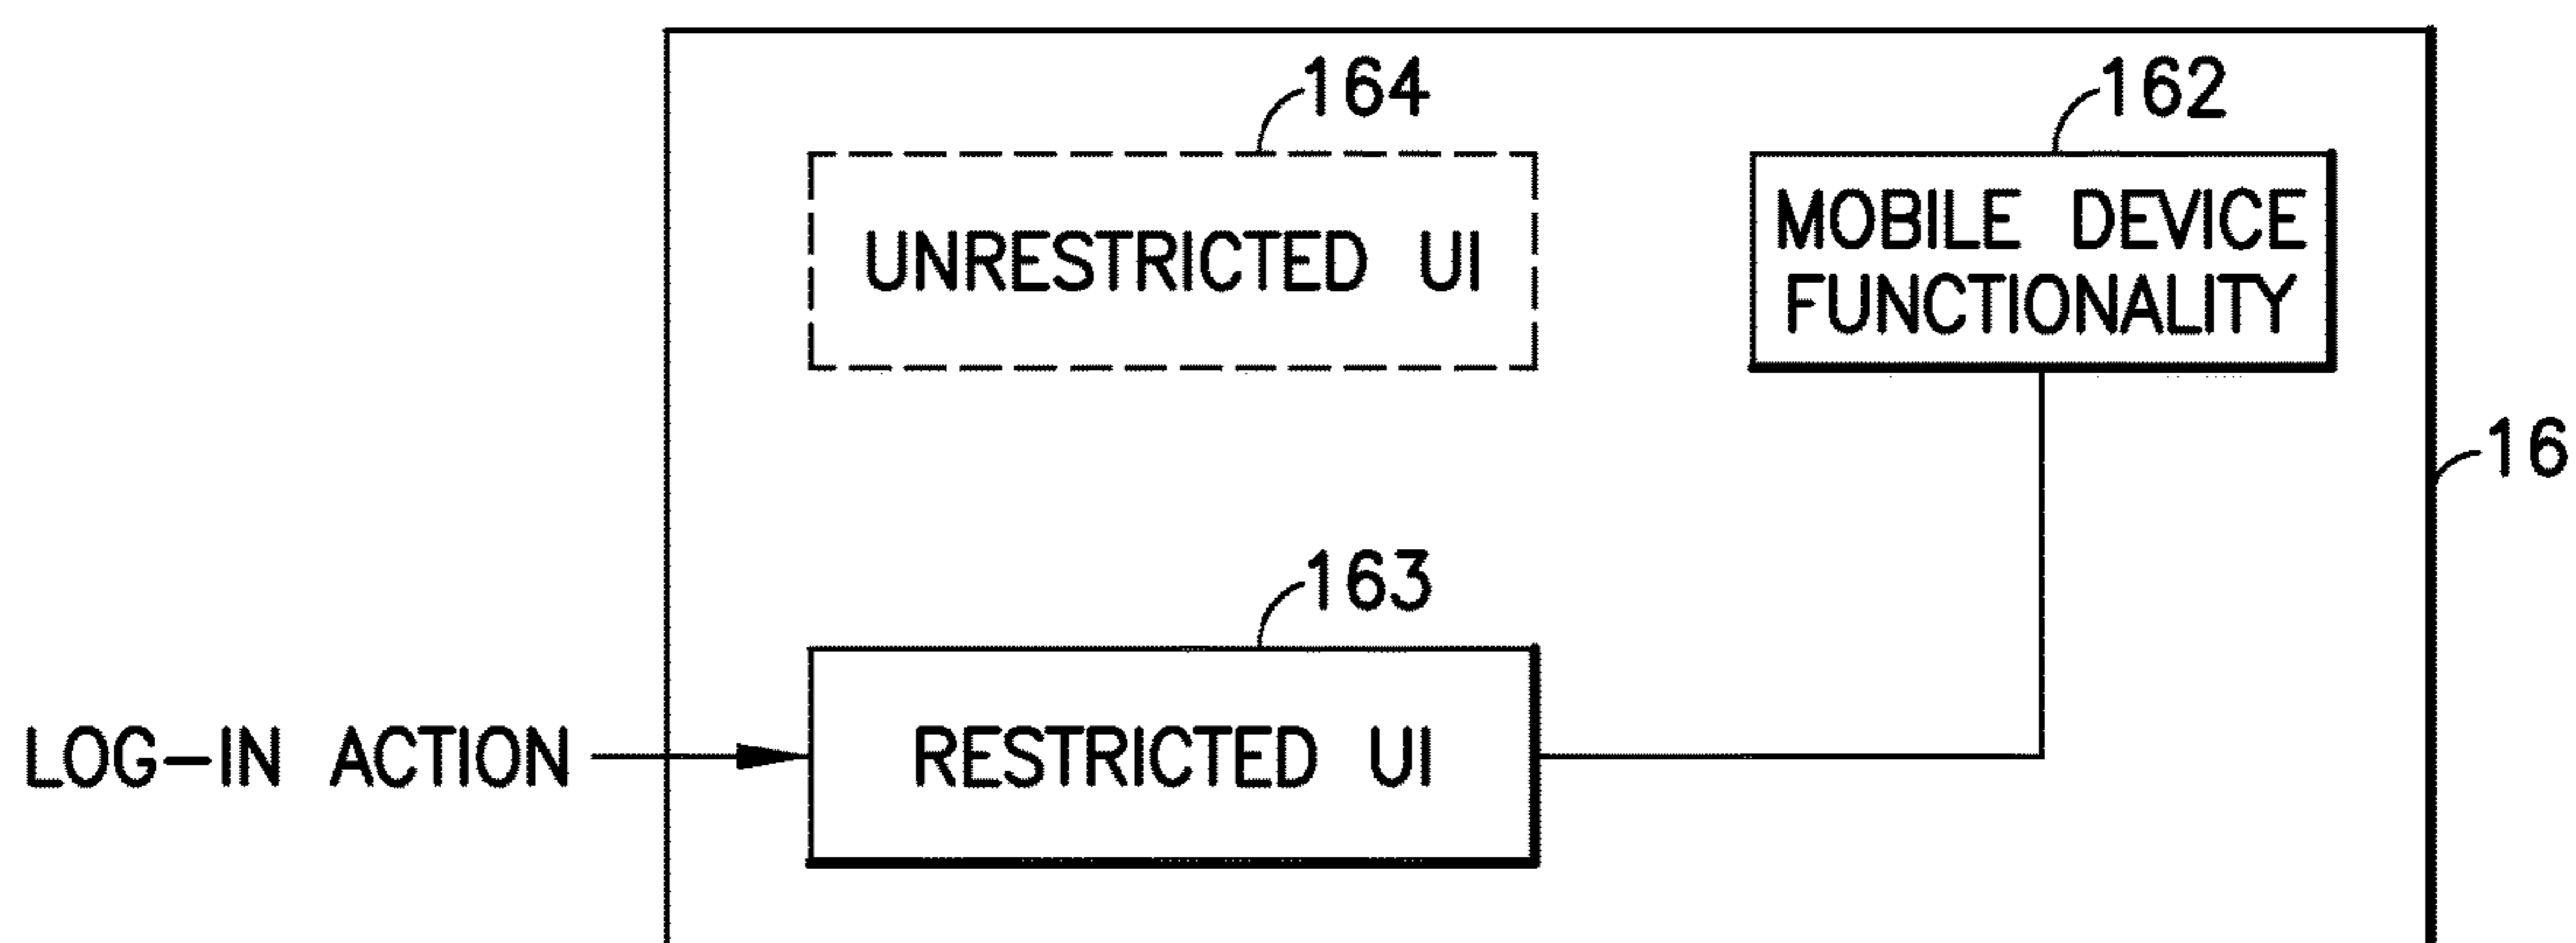 164
162
UNRESTRICTED UI
MOBILE DEVICE
FUNCTIONALITY
16
163
LOG-IN ACTION
RESTRICTED UI